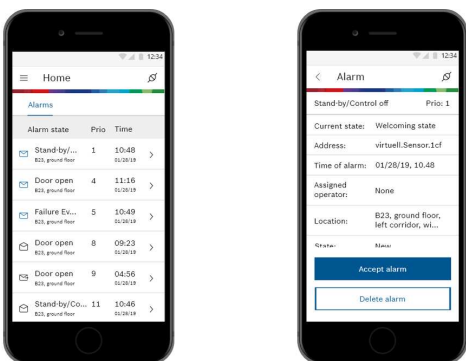 12:34
Home
Alarms
Alarm state Prio Time
Stand-by/... 1 10:48
B23, ground floor 01/28/19
Door open 4 11:16
B23, ground floor 01/28/19
Failure Ev... 5 10:49
B23, ground floor 01/28/19
Door open 8 09:23
B23, ground floor 01/28/19
Door open 9 04:56
B23, ground floor 01/28/19
Stand-by/Co... 11 10:46
B23, ground floor 01/28/19
12:34
Alarm
Stand-by/Control off Prio: 1
Current state: Welcoming state
Address: virtuell.Sensor.1cf
Time of alarm: 01/28/19, 10.48
Assigned
operator: None
Location: B23, ground floor,
left corridor, wi...
State: New
Accept alarm
Delete alarm